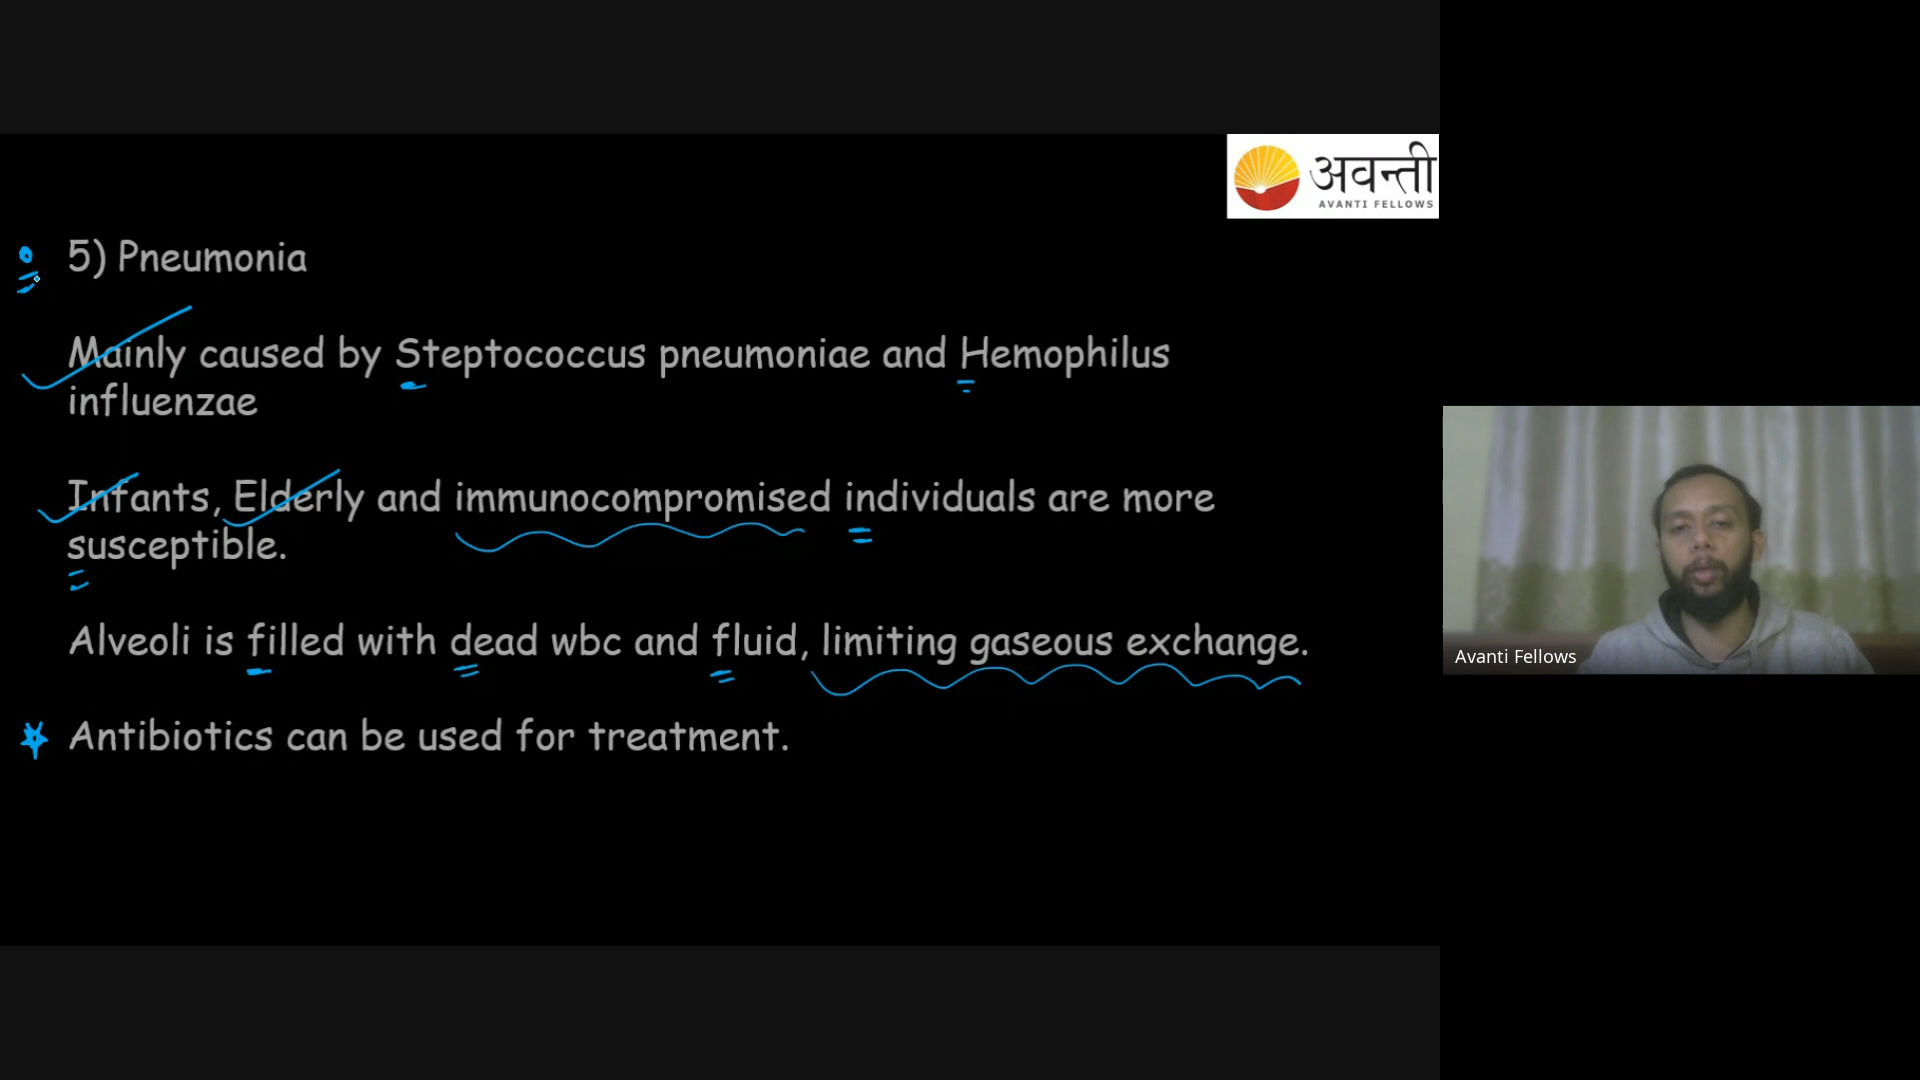 अवन्ती
AVANTI FELLOWS
5) Pneumonia
Mainly caused by Steptococcus pneumoniae and Hemophilus
influenzae
Infants, Elderly and immunocompromised individuals are more
susceptible.
Alveoli is filled with dead wbc and fluid, limiting gaseous exchange.
Antibiotics can be used for treatment.
Avanti Fellows